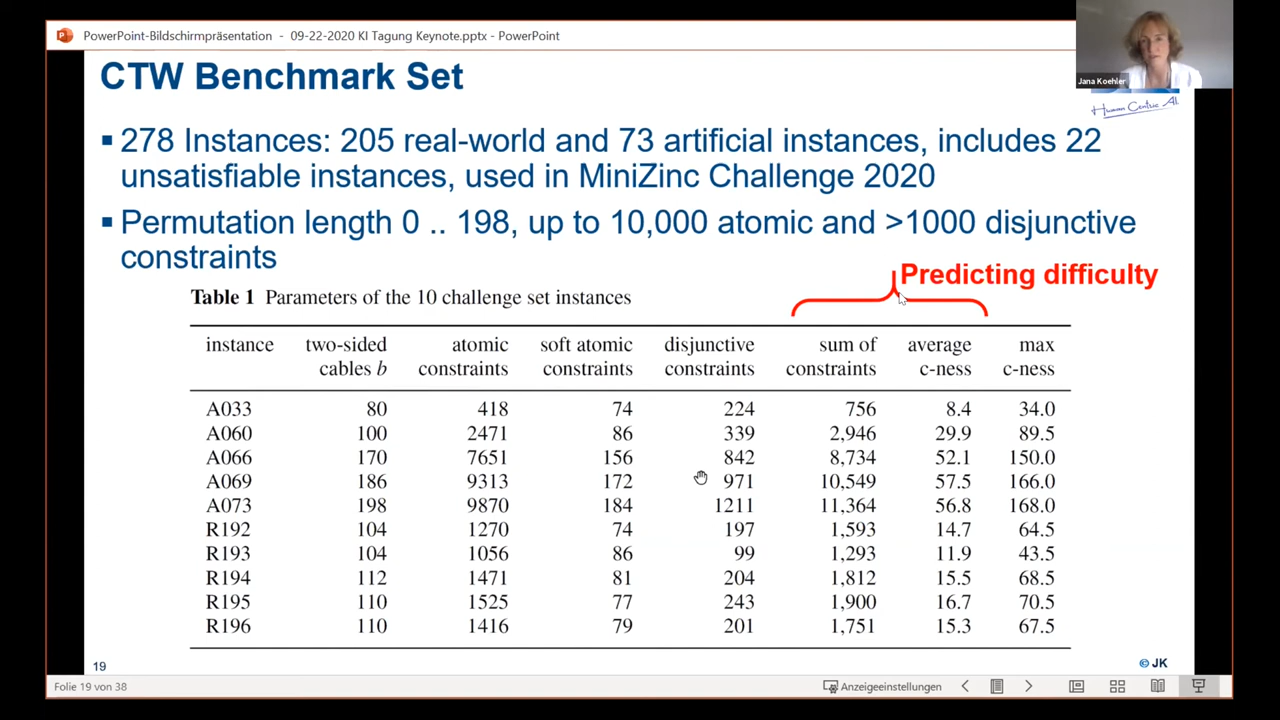 PowerPoint-Bildschirmpräsentation - 09-22-2020 KI Tagung Keynote.pptx - PowerPoint
Jana Koehler
CTW Benchmark Set
Human Centric AI
▪ 278 Instances: 205 real-world and 73 artificial instances, includes 22
unsatisfiable instances, used in MiniZinc Challenge 2020
▪ Permutation length 0 .. 198, up to 10,000 atomic and >1000 disjunctive
constraints
Predicting difficulty
Table 1 Parameters of the 10 challenge set instances
instance two-sided atomic soft atomic disjunctive sum of average max
cables b constraints constraints constraints constraints c-ness c-ness
A033 80 418 74 224 756 8.4 34.0
A060 100 2471 86 339 2,946 29.9 89.5
A066 170 7651 156 842 8,734 52.1 150.0
A069 186 9313 172 971 10,549 57.5 166.0
A073 198 9870 184 1211 11,364 56.8 168.0
R192 104 1270 74 197 1,593 14.7 64.5
R193 104 1056 86 99 1,293 11.9 43.5
R194 112 1471 81 204 1,812 15.5 68.5
R195 110 1525 77 243 1,900 16.7 70.5
R196 110 1416 79 201 1,751 15.3 67.5
19
© JK
Folie 19 von 38
Anzeigeeinstellungen